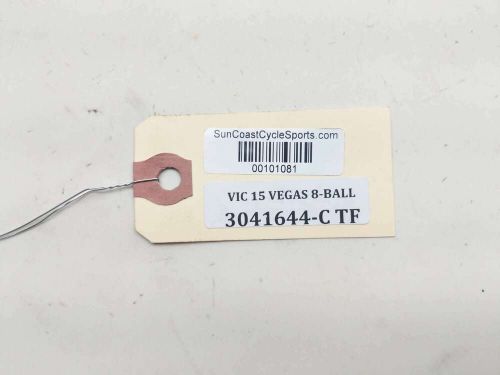 SunCoastCycleSports.com
00101081
VIC 15 VEGAS 8-BALL
3041644-C TF